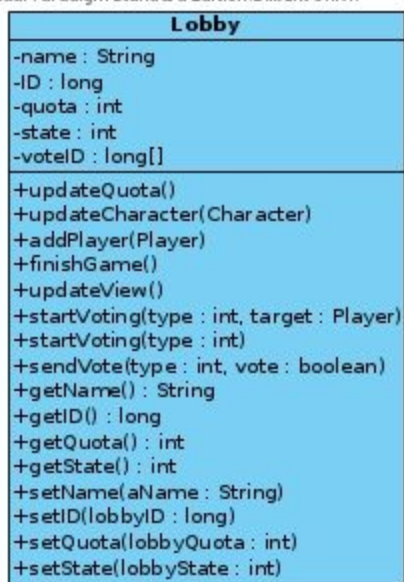 Lobby
-name : String
-ID : long
-quota : int
-state : int
-voteID : long[]
+updateQuota()
+updateCharacter(Character)
+addPlayer(Player)
+finishGame()
+updateView()
+startVoting(type : int, target : Player)
+startVoting(type : int)
+sendVote(type : int, vote : boolean)
+getName() : String
+getID() : long
+getQuota() : int
+getState() : int
+setName(aName : String)
+setID(lobbyID : long)
+setQuota(lobbyQuota : int)
+setState(lobbyState : int)